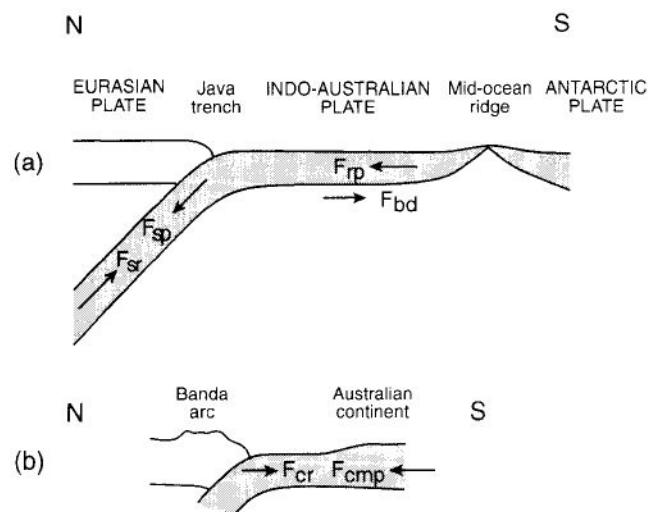 N S
EURASIAN Java INDO-AUSTRALIAN Mid-ocean ANTARCTIC
PLATE trench PLATE ridge PLATE
(a)
Frp
Fbd
Fsp
Fsr
Banda Australian
N arc continent S
(b)
Fcr Fcmp